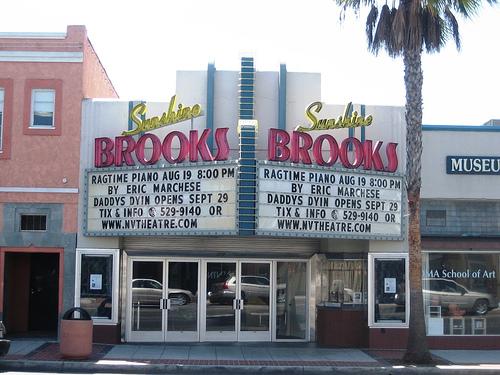 Sunshine
BROOKS
RAGTIME PIANO AUG 19 8:00 PM
BY ERIC MARCHESE
DADDYS DYIN OPENS SEPT 29
TIX & INFO @ 529-9140 OR
WWW.NVTHEATRE.COM
Sunshine
BROOKS
RAGTIME PIANO AUG 19 8:00 PM
BY ERIC MARCHESE
DADDYS DYIN OPENS SEPT 29
TIX & INFO @ 529-9140 OR
WWW.NVTHEATRE.COM
MUSEU
MA School of Art